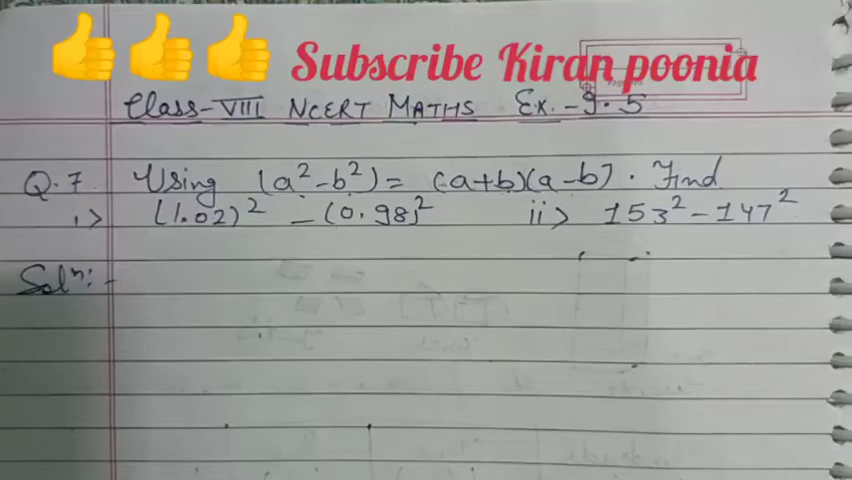 Subscribe Kiran poonia
Class-VIII NCERT MATHS Ex.-9.5
Q.7. Using (a²-b²) = (a+b)(a-b). Find
i> (1.02)² - (0.98)² ii> 153² - 147²
Solⁿ:-